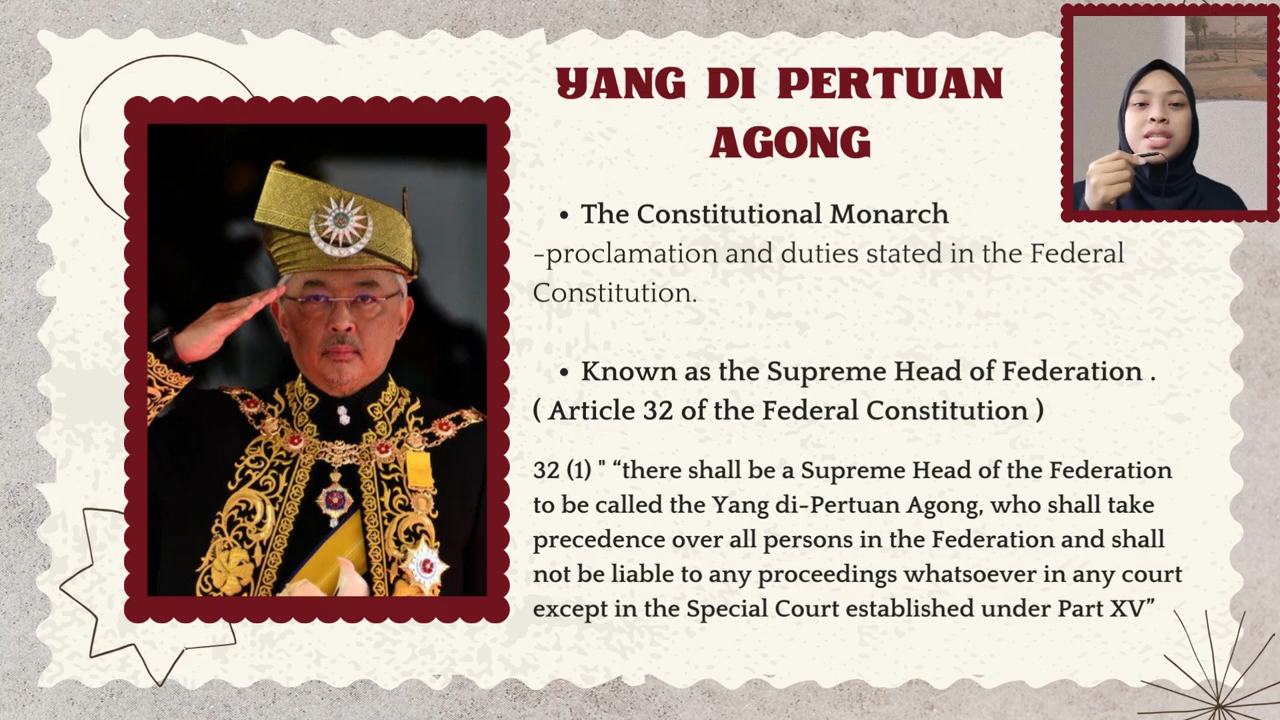 YANG DI PERTUAN
AGONG
• The Constitutional Monarch
-proclamation and duties stated in the Federal
Constitution.
• Known as the Supreme Head of Federation .
( Article 32 of the Federal Constitution )
32 (1) " “there shall be a Supreme Head of the Federation
to be called the Yang di-Pertuan Agong, who shall take
precedence over all persons in the Federation and shall
not be liable to any proceedings whatsoever in any court
except in the Special Court established under Part XV”